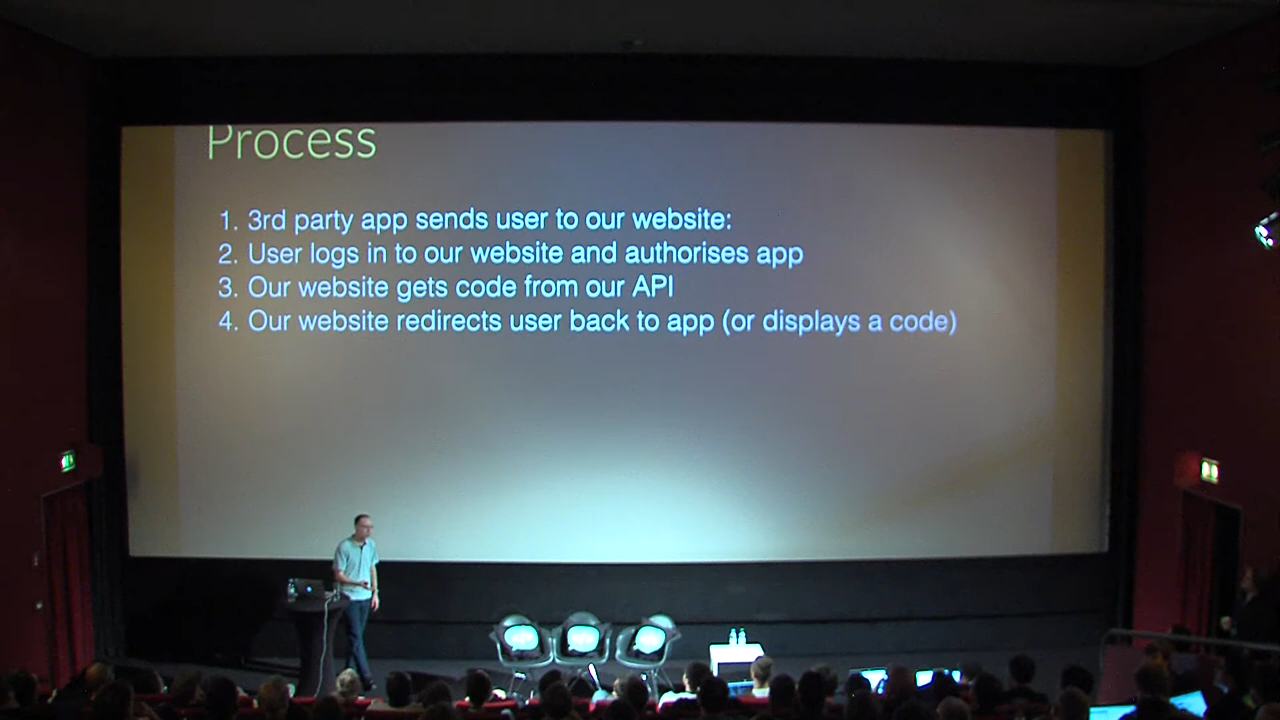 Process
1. 3rd party app sends user to our website:
2. User logs in to our website and authorises app
3. Our website gets code from our API
4. Our website redirects user back to app (or displays a code)